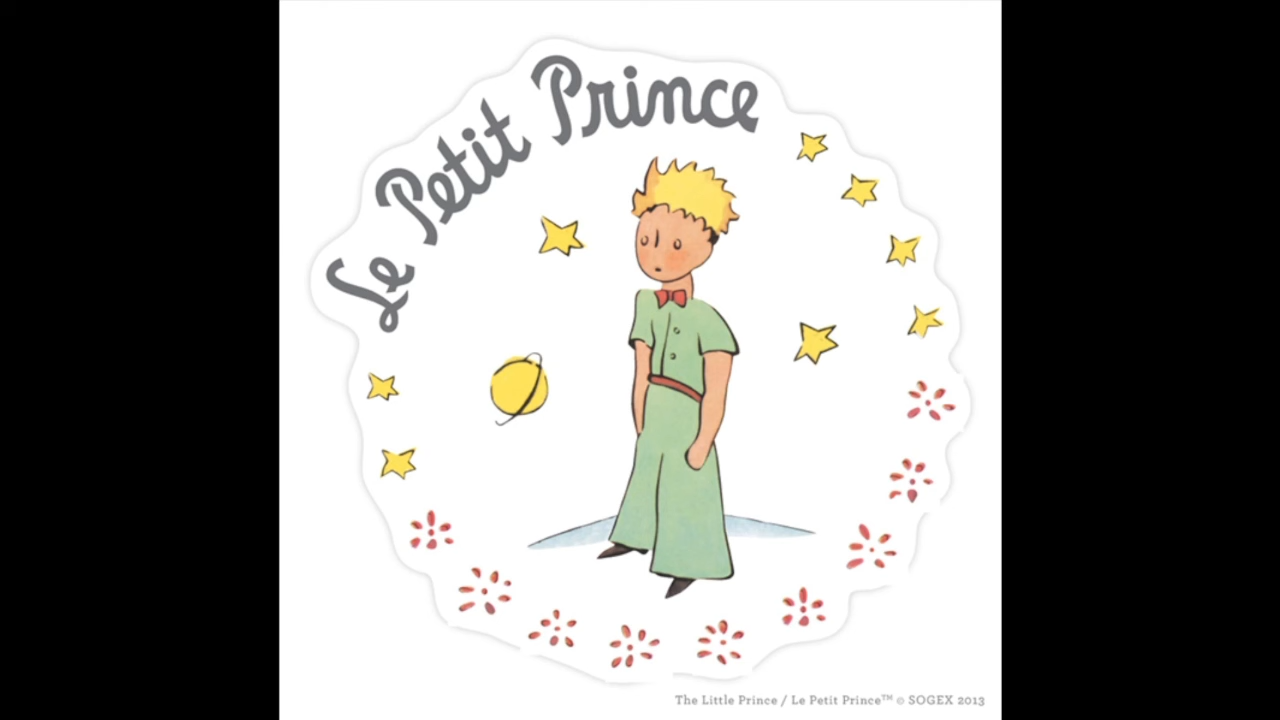 Le Petit Prince
The Little Prince / Le Petit Prince™ © SOGEX 2013